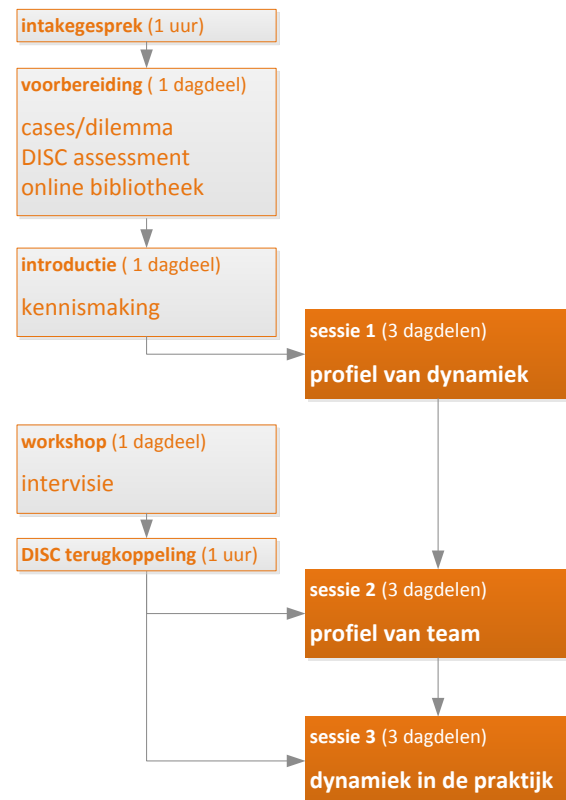 intakegesprek (1 uur)
voorbereiding ( 1 dagdeel)
cases/dilemma
DISC assessment
online bibliotheek
introductie ( 1 dagdeel)
kennismaking
sessie 1 (3 dagdelen)
profiel van dynamiek
workshop (1 dagdeel)
intervisie
DISC terugkoppeling (1 uur)
sessie 2 (3 dagdelen)
profiel van team
sessie 3 (3 dagdelen)
dynamiek in de praktijk